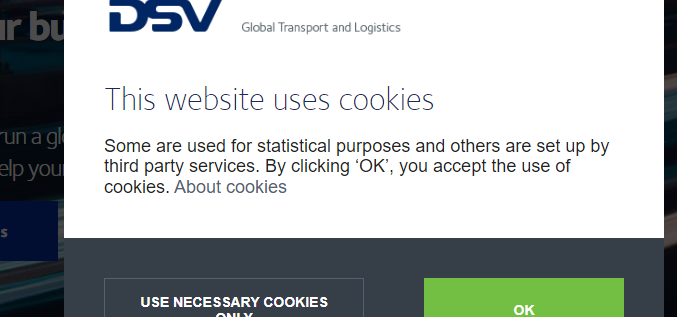 DSV
Global Transport and Logistics
r bu
This website uses cookies
run a gl
elp your
Some are used for statistical purposes and others are set up by
third party services. By clicking ‘OK’, you accept the use of
cookies. About cookies
s
USE NECESSARY COOKIES
ONLY
OK